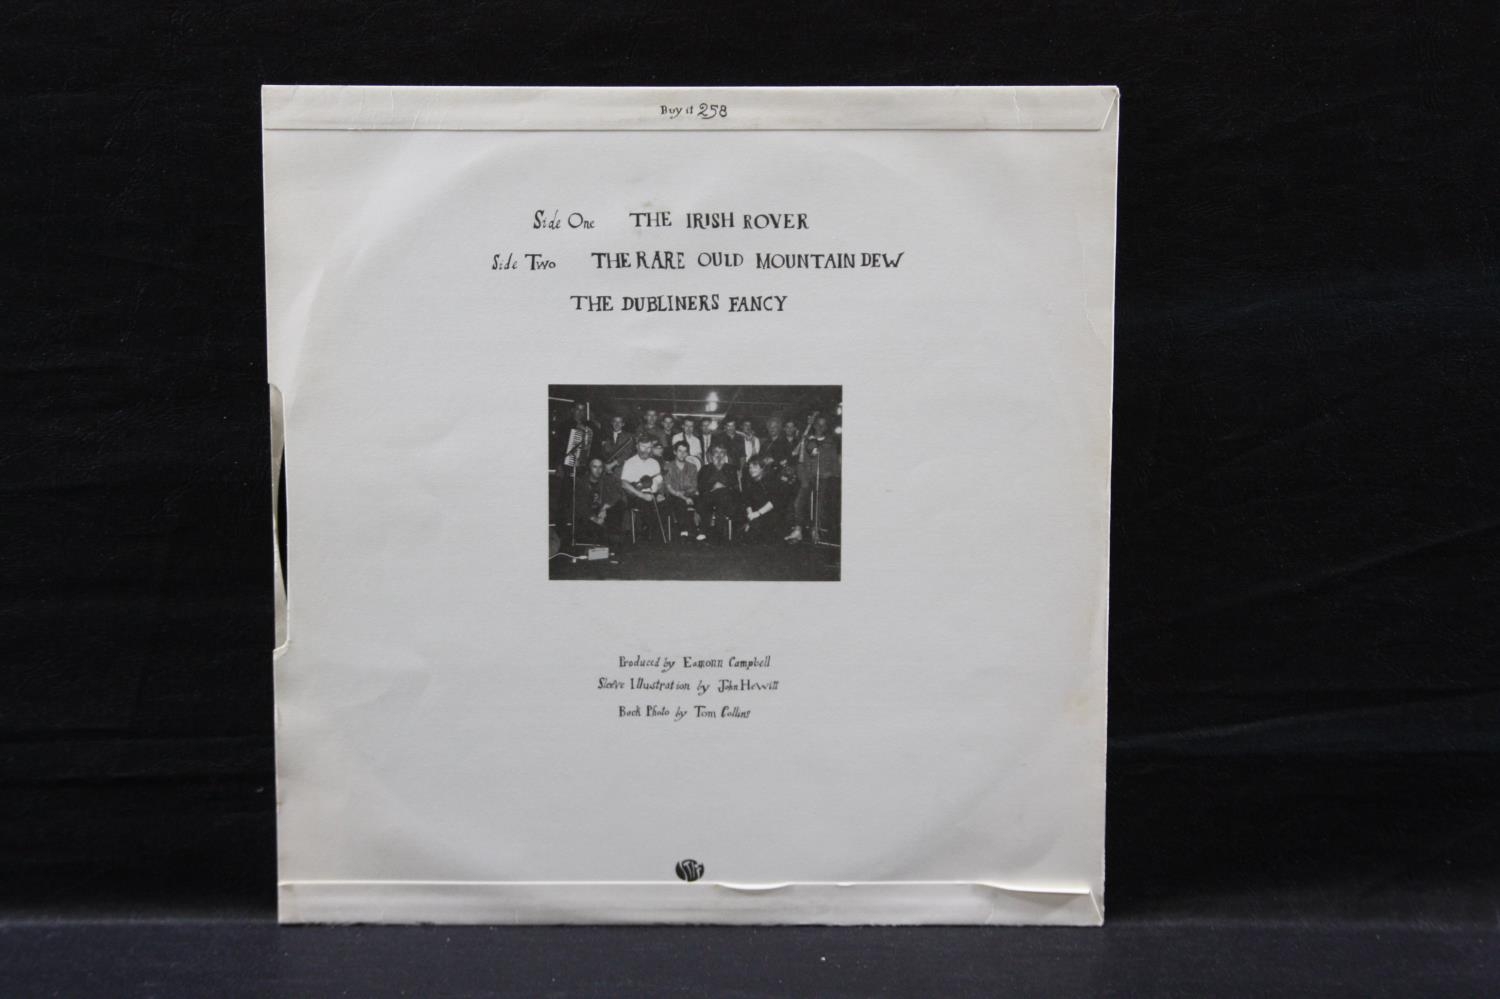 Buy it 258
Side One THE IRISH ROVER
Side Two THE RARE OULD MOUNTAIN DEW
THE DUBLINERS FANCY
Produced by Eamonn Campbell
Sleeve Illustration by John Hewitt
Back Photo by Tom Collins